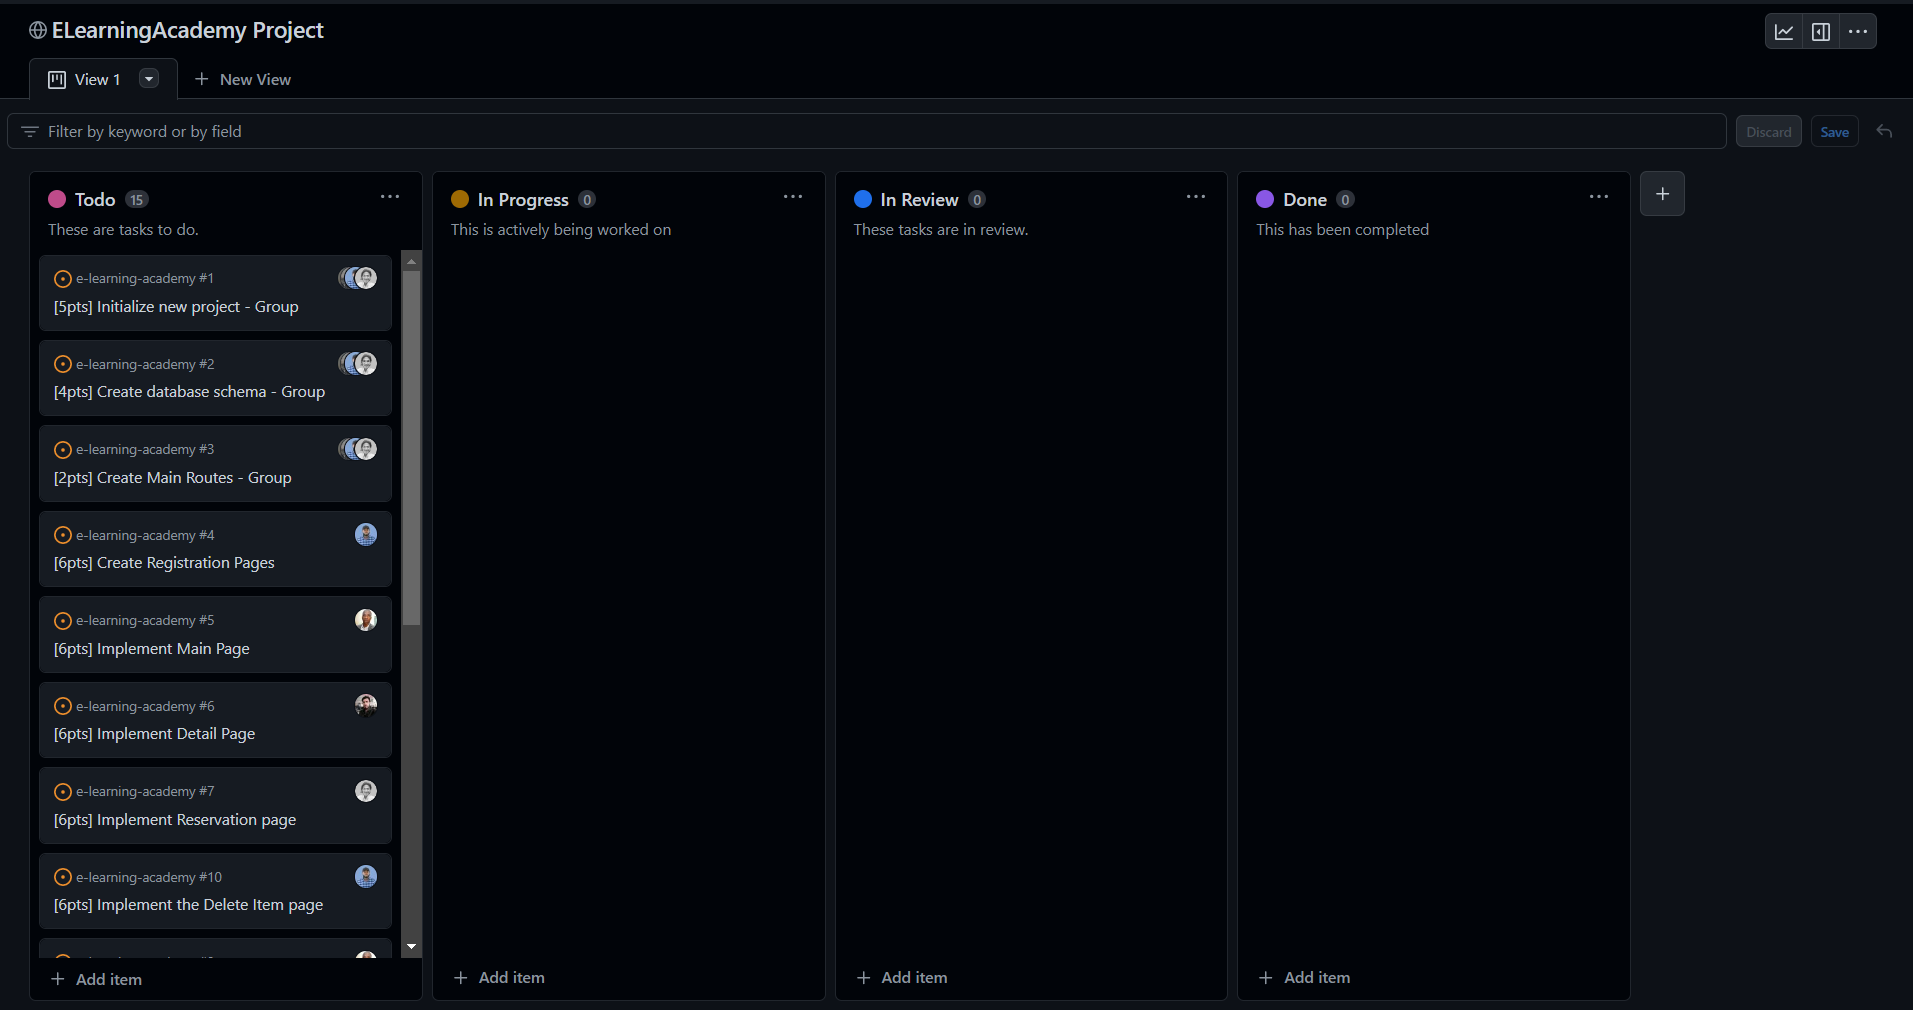 ELearningAcademy Project
View 1
New View
Filter by keyword or by field
Discard
Save
Todo 15
These are tasks to do.
e-learning-academy #1
[5pts] Initialize new project - Group
e-learning-academy #2
[4pts] Create database schema - Group
e-learning-academy #3
[2pts] Create Main Routes - Group
e-learning-academy #4
[6pts] Create Registration Pages
e-learning-academy #5
[6pts] Implement Main Page
e-learning-academy #6
[6pts] Implement Detail Page
e-learning-academy #7
[6pts] Implement Reservation page
e-learning-academy #10
[6pts] Implement the Delete Item page
Add item
In Progress 0
This is actively being worked on
Add item
In Review 0
These tasks are in review.
Add item
Done 0
This has been completed
Add item